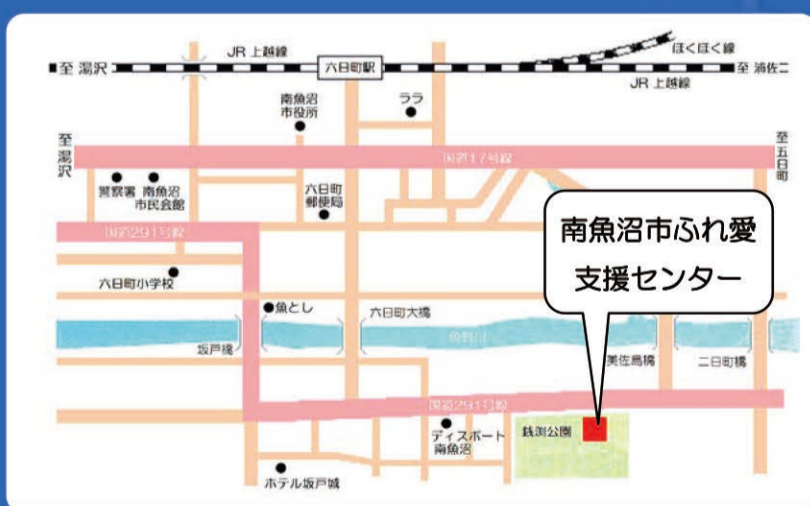 JR 上越線
ほくほく線
至 湯沢
六日町駅
至 浦佐
JR 上越線
南魚沼
市役所
ララ
至湯沢
国道17号線
至五日町
警察署
南魚沼
市民会館
六日町
郵便局
国道291号線
南魚沼市ふれ愛
支援センター
六日町小学校
魚とし
六日町大橋
魚野川
坂戸橋
美佐島橋
二日町橋
国道291号線
ディスポート
南魚沼
銭渕公園
ホテル坂戸城